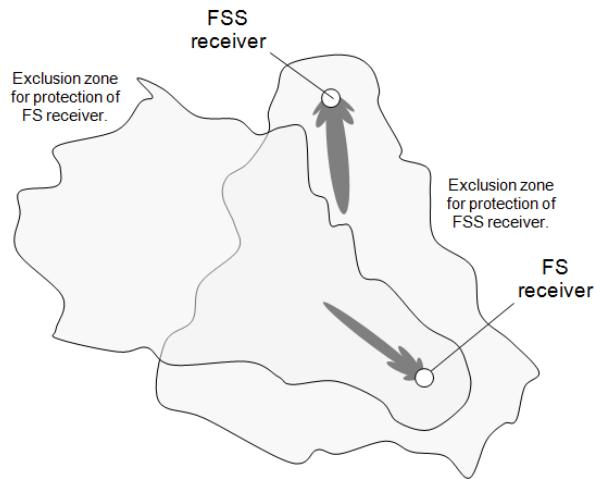 FSS
receiver
Exclusion zone
for protection of
FS receiver.
Exclusion zone
for protection of
FSS receiver.
FS
receiver